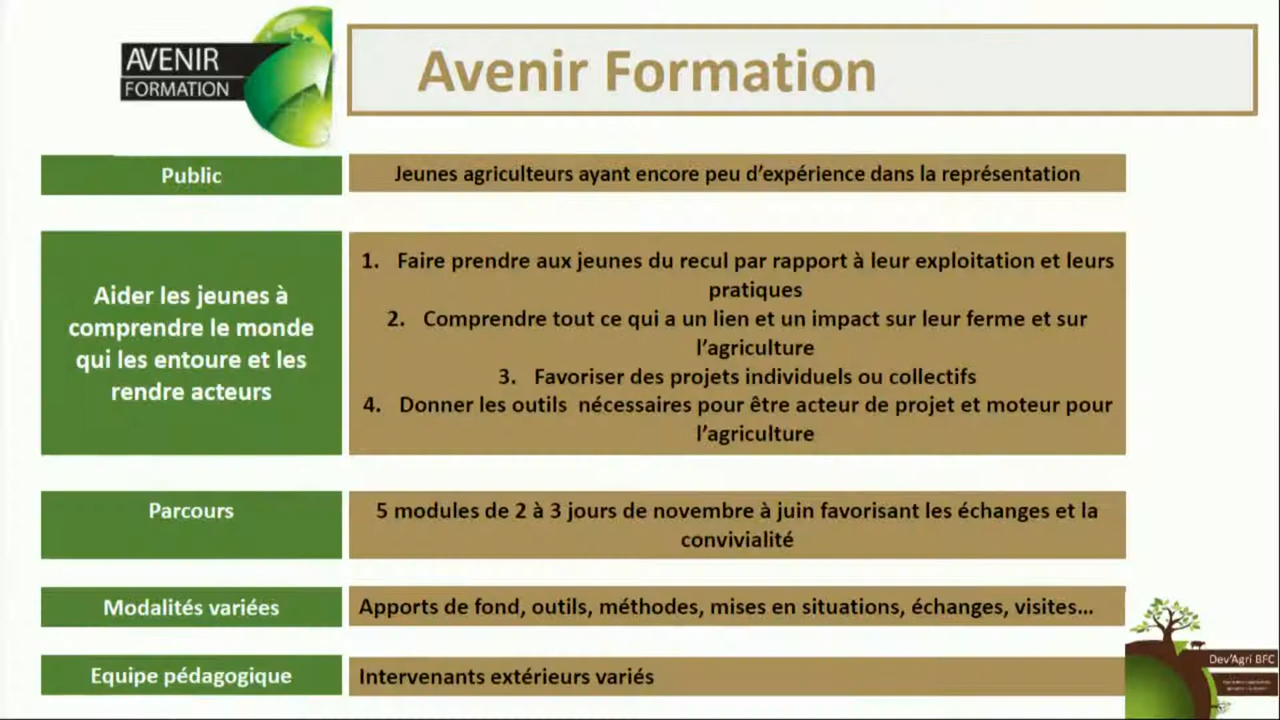 AVENIR
FORMATION
Avenir Formation
Public
Jeunes agriculteurs ayant encore peu d'expérience dans la représentation
Aider les jeunes à
comprendre le monde
qui les entoure et les
rendre acteurs
1. Faire prendre aux jeunes du recul par rapport à leur exploitation et leurs
pratiques
2. Comprendre tout ce qui a un lien et un impact sur leur ferme et sur
l'agriculture
3. Favoriser des projets individuels ou collectifs
4. Donner les outils nécessaires pour être acteur de projet et moteur pour
l'agriculture
Parcours
5 modules de 2 à 3 jours de novembre à juin favorisant les échanges et la
convivialité
Modalités variées
Apports de fond, outils, méthodes, mises en situations, échanges, visites...
Equipe pédagogique
Intervenants extérieurs variés
Dev'Agri BFC